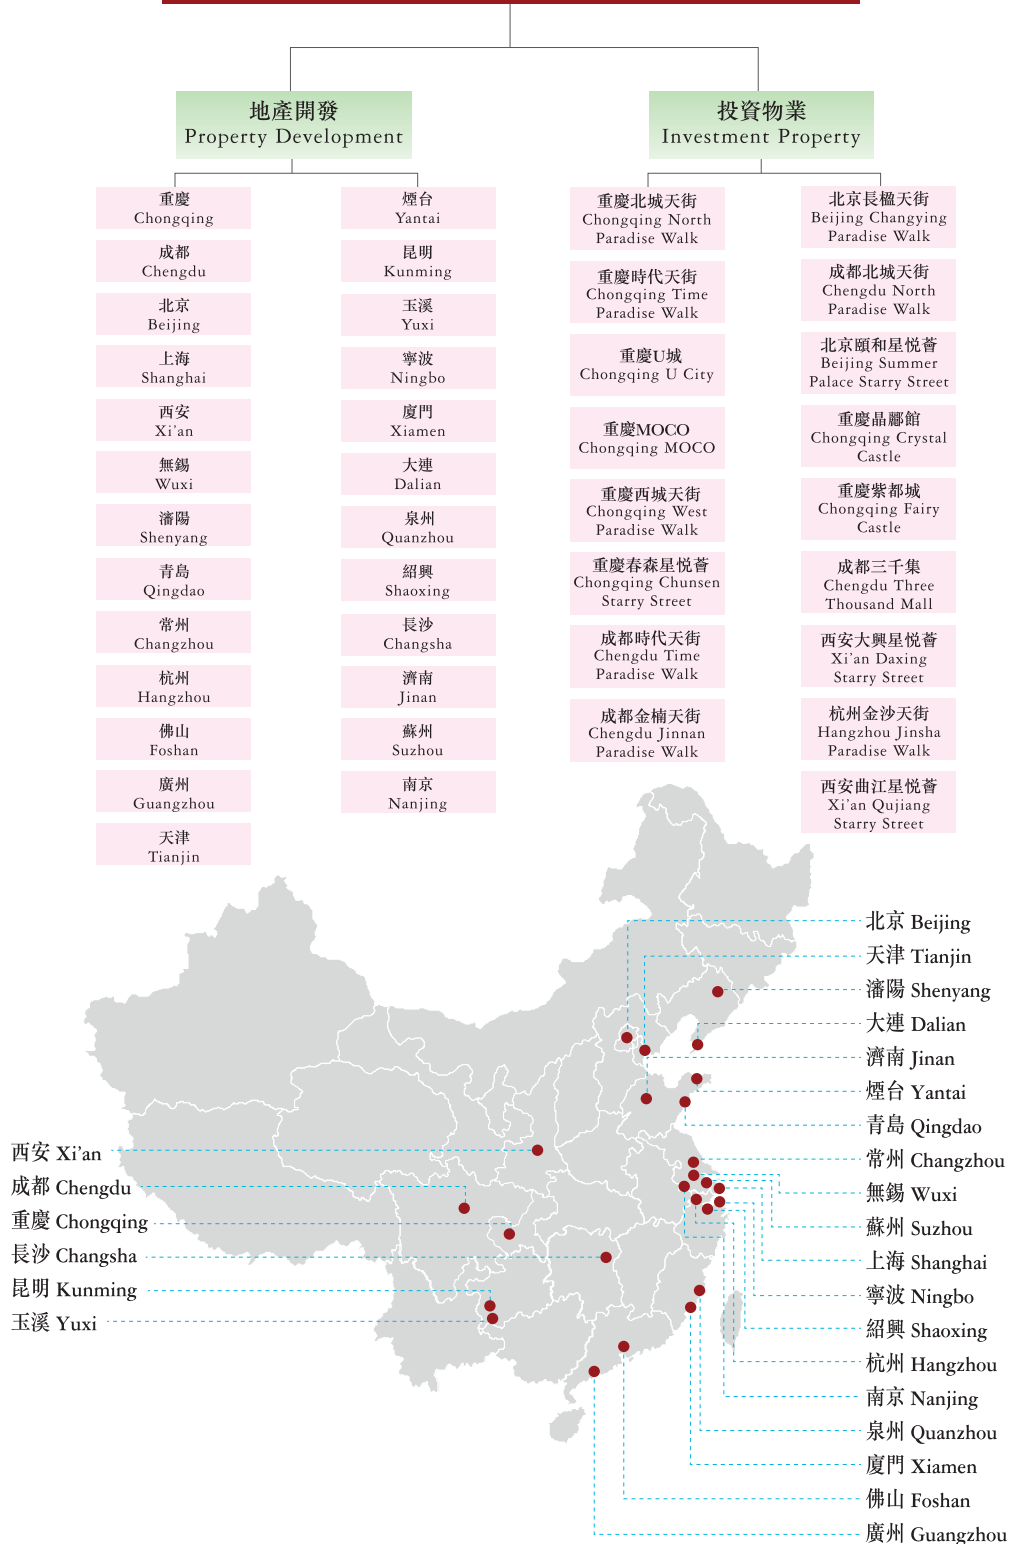 地產開發
Property Development
重慶
Chongqing
成都
Chengdu
北京
Beijing
上海
Shanghai
西安
Xi’an
無錫
Wuxi
瀋陽
Shenyang
青島
Qingdao
常州
Changzhou
杭州
Hangzhou
佛山
Foshan
廣州
Guangzhou
天津
Tianjin
煙台
Yantai
昆明
Kunming
玉溪
Yuxi
寧波
Ningbo
廈門
Xiamen
大連
Dalian
泉州
Quanzhou
紹興
Shaoxing
長沙
Changsha
濟南
Jinan
蘇州
Suzhou
南京
Nanjing
投資物業
Investment Property
重慶北城天街
Chongqing North
Paradise Walk
重慶時代天街
Chongqing Time
Paradise Walk
重慶U城
Chongqing U City
重慶MOCO
Chongqing MOCO
重慶西城天街
Chongqing West
Paradise Walk
重慶春森星悦薈
Chongqing Chunsen
Starry Street
成都時代天街
Chengdu Time
Paradise Walk
成都金楠天街
Chengdu Jinnan
Paradise Walk
北京長楹天街
Beijing Changying
Paradise Walk
成都北城天街
Chengdu North
Paradise Walk
北京頤和星悦薈
Beijing Summer
Palace Starry Street
重慶晶酈館
Chongqing Crystal
Castle
重慶紫都城
Chongqing Fairy
Castle
成都三千集
Chengdu Three
Thousand Mall
西安大興星悦薈
Xi’an Daxing
Starry Street
杭州金沙天街
Hangzhou Jinsha
Paradise Walk
西安曲江星悦薈
Xi’an Qujiang
Starry Street
西安 Xi’an
成都 Chengdu
重慶 Chongqing
長沙 Changsha
昆明 Kunming
玉溪 Yuxi
北京 Beijing
天津 Tianjin
瀋陽 Shenyang
大連 Dalian
濟南 Jinan
煙台 Yantai
青島 Qingdao
常州 Changzhou
無錫 Wuxi
蘇州 Suzhou
上海 Shanghai
寧波 Ningbo
紹興 Shaoxing
杭州 Hangzhou
南京 Nanjing
泉州 Quanzhou
廈門 Xiamen
佛山 Foshan
廣州 Guangzhou